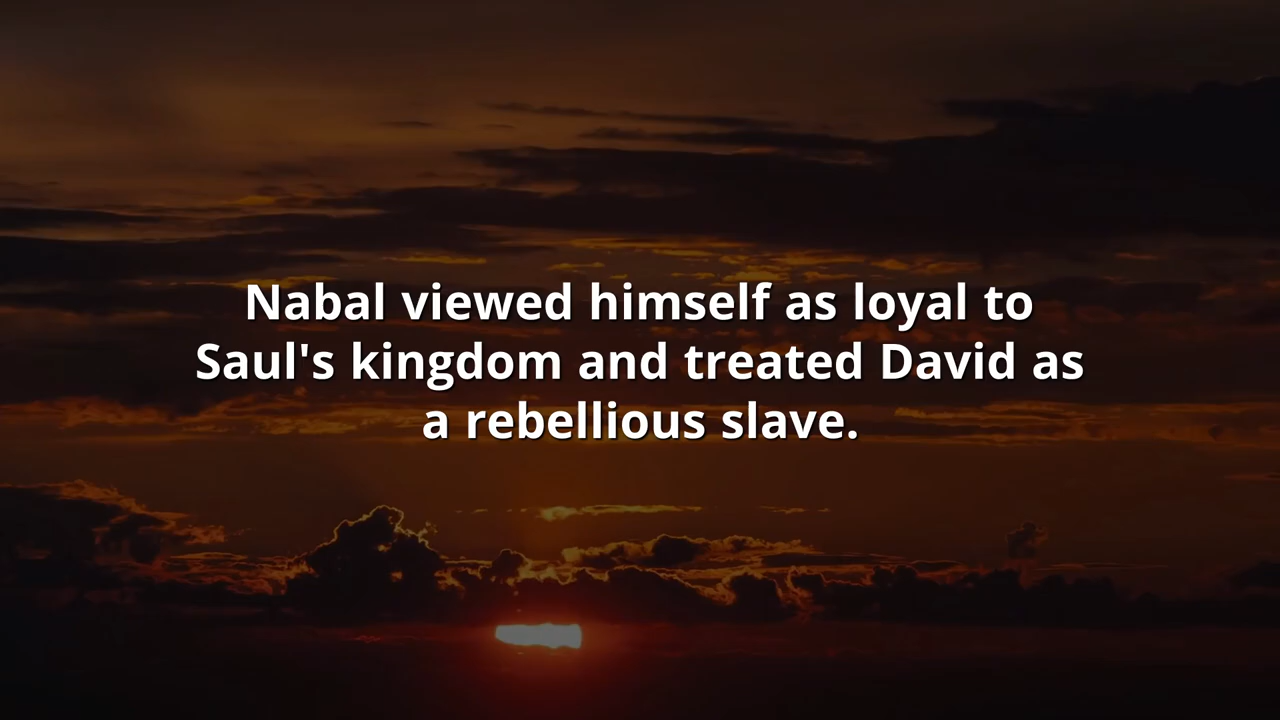 Nabal viewed himself as loyal to
Saul's kingdom and treated David as
a rebellious slave.